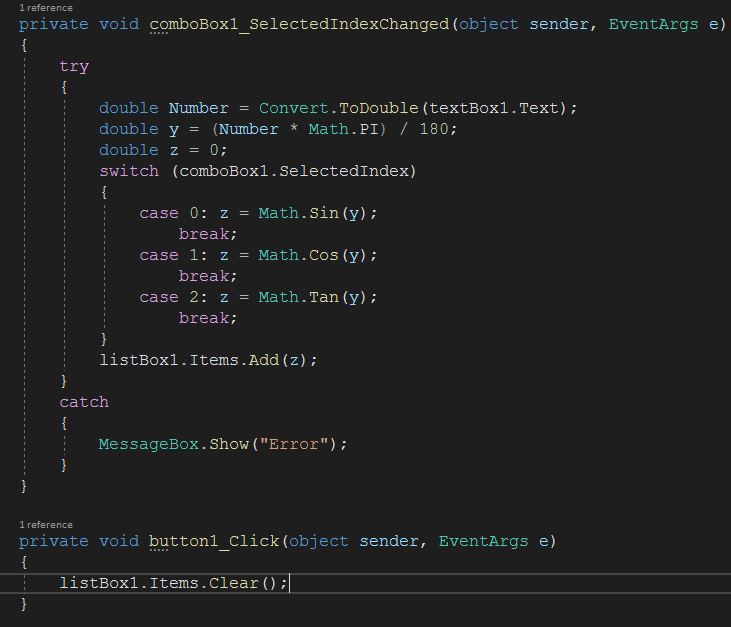 1 reference
private void comboBox1_SelectedIndexChanged(object sender, EventArgs e)
{
    try
    {
        double Number = Convert.ToDouble(textBox1.Text);
        double y = (Number * Math.PI) / 180;
        double z = 0;
        switch (comboBox1.SelectedIndex)
        {
            case 0: z = Math.Sin(y);
                break;
            case 1: z = Math.Cos(y);
                break;
            case 2: z = Math.Tan(y);
                break;
        }
        listBox1.Items.Add(z);
    }
    catch
    {
        MessageBox.Show("Error");
    }
}
1 reference
private void button1_Click(object sender, EventArgs e)
{
    listBox1.Items.Clear();
}